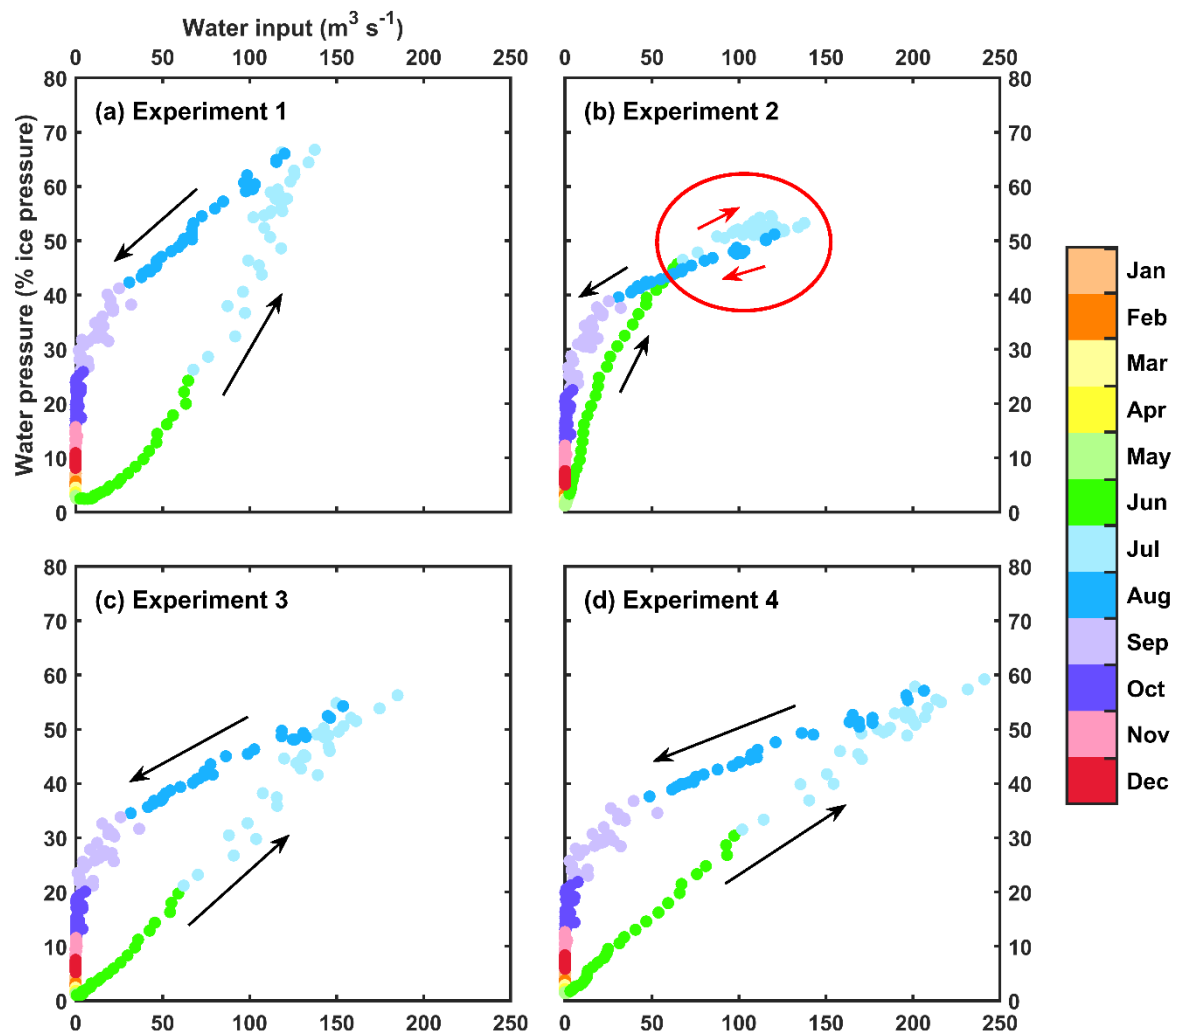 Water input (m³ s⁻¹)
0 50 100 150 200 250
0 50 100 150 200 250
Water pressure (% ice pressure)
80
70
60
50
40
30
20
10
0
(a) Experiment 1
(b) Experiment 2
80
70
60
50
40
30
20
10
0
80
70
60
50
40
30
20
10
0
(c) Experiment 3
(d) Experiment 4
80
70
60
50
40
30
20
10
0
0 50 100 150 200 250
0 50 100 150 200 250
Jan
Feb
Mar
Apr
May
Jun
Jul
Aug
Sep
Oct
Nov
Dec